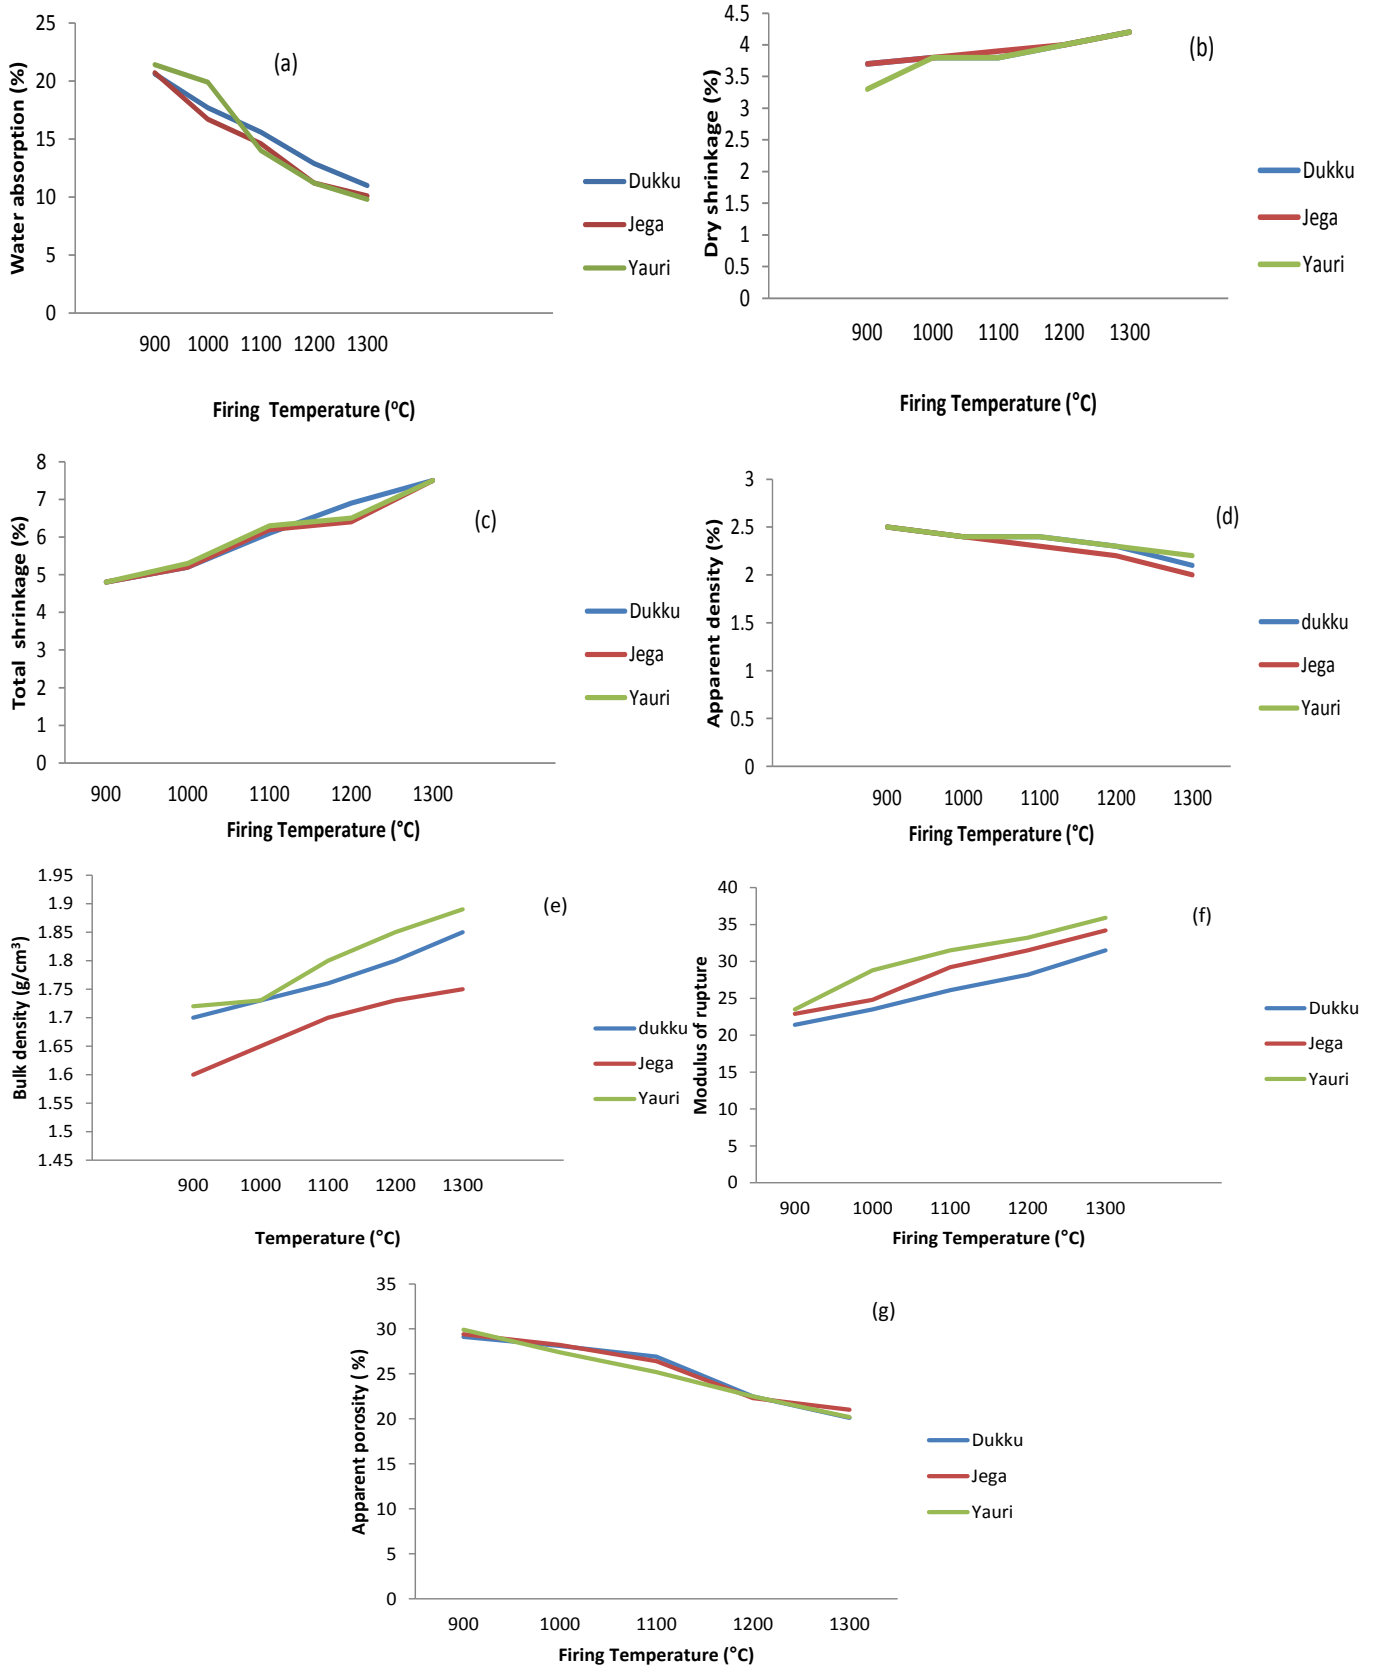 (a)
Water absorption (%)
25
20
15
10
5
0
900 1000 1100 1200 1300
Firing Temperature (°C)
Dukku
Jega
Yauri
(b)
Dry shrinkage (%)
4.5
4
3.5
3
2.5
2
1.5
1
0.5
0
900 1000 1100 1200 1300
Firing Temperature (°C)
Dukku
Jega
Yauri
(c)
Total shrinkage (%)
8
7
6
5
4
3
2
1
0
900 1000 1100 1200 1300
Firing Temperature (°C)
Dukku
Jega
Yauri
(d)
Apparent density (%)
3
2.5
2
1.5
1
0.5
0
900 1000 1100 1200 1300
Firing Temperature (°C)
dukku
Jega
Yauri
(e)
Bulk density (g/cm³)
1.95
1.9
1.85
1.8
1.75
1.7
1.65
1.6
1.55
1.5
1.45
900 1000 1100 1200 1300
Temperature (°C)
dukku
Jega
Yauri
(f)
Modulus of rupture
40
35
30
25
20
15
10
5
0
900 1000 1100 1200 1300
Firing Temperature (°C)
Dukku
Jega
Yauri
(g)
Apparent porosity (%)
35
30
25
20
15
10
5
0
900 1000 1100 1200 1300
Firing Temperature (°C)
Dukku
Jega
Yauri